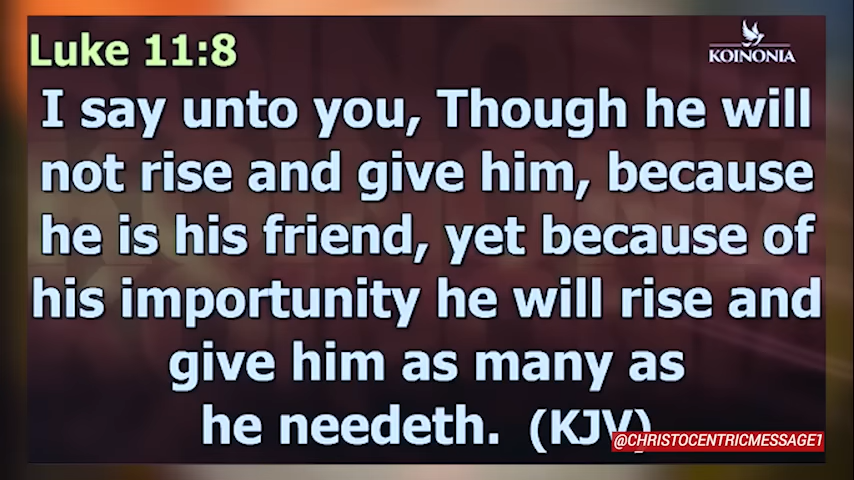 Luke 11:8
KOINONIA
I say unto you, Though he will
not rise and give him, because
he is his friend, yet because of
his importunity he will rise and
give him as many as
he needeth. (KJV)
@CHRISTOCENTRICMESSAGE1